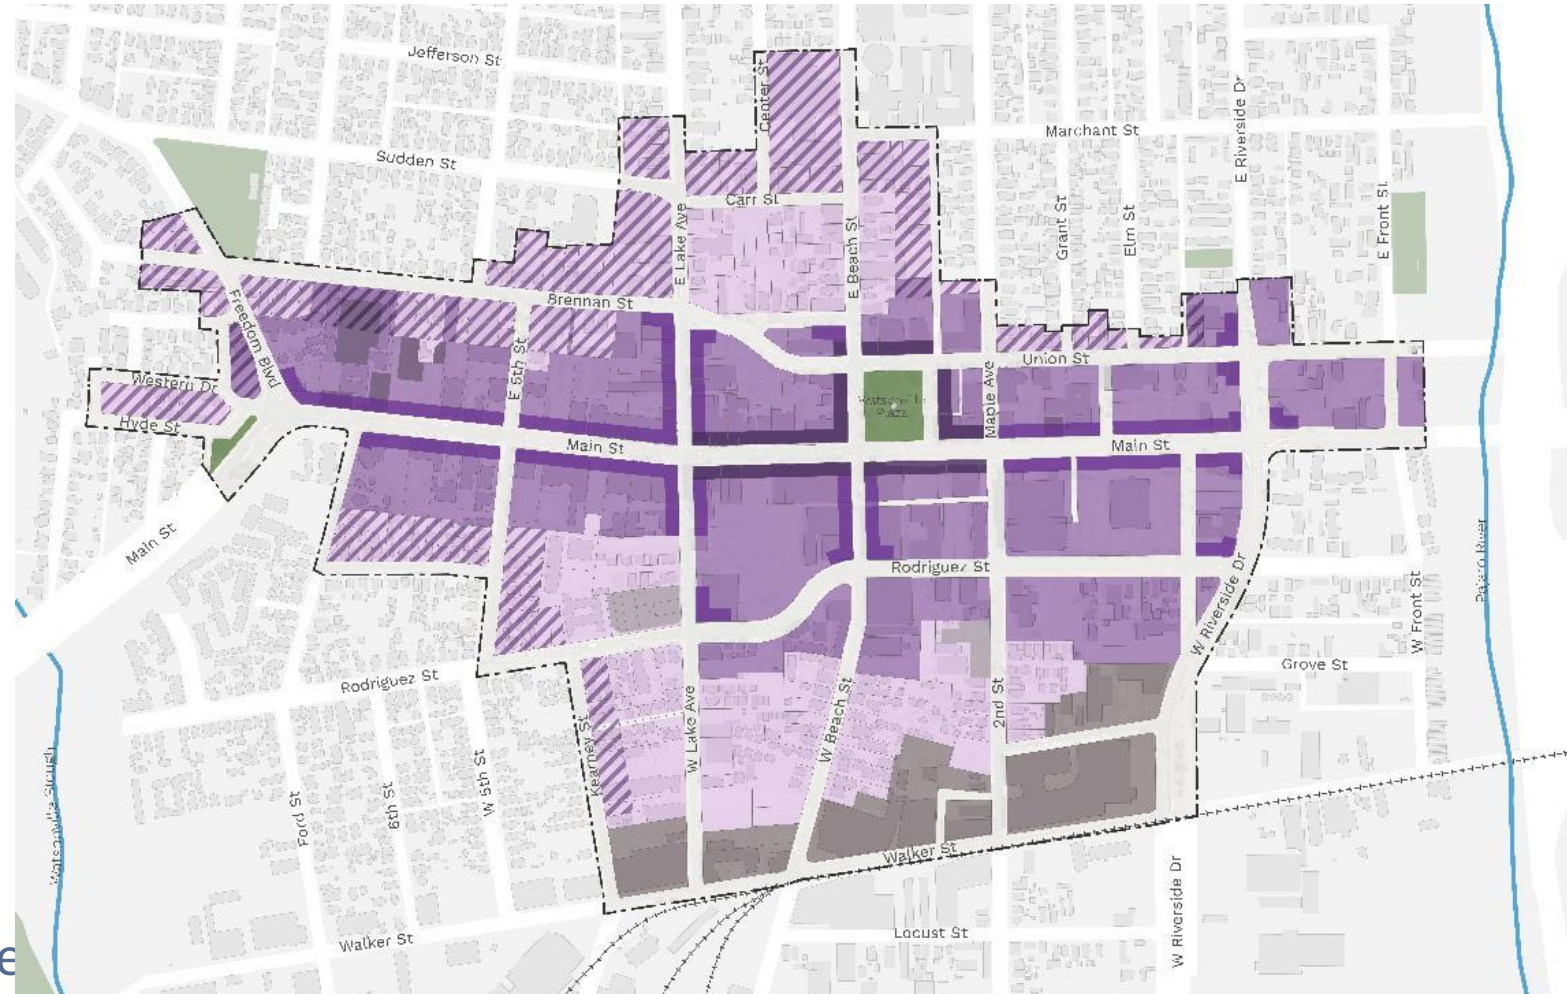 Jefferson St
Center St
Marchant St
E Riverside Dr
Sudden St
Carr St
E Lake Ave
E Beach St
Grant St
Elm St
E Front St.
Brennan St
Freedom Blvd
E 5th St
Union St
Western Dr
Hyde St
Plaza
Maple Ave
Main St
Main St
Main St
Rodriguez St
Pajaro River
W Front St
W Riverside Dr
Grove St
Rodriguez St
W Lake Ave
W Beach St
2nd St
Kearney St
Ford St
6th St
W 5th St
Watsonville Slough
Walker St
Walker St
Locust St
W Riverside Dr
e